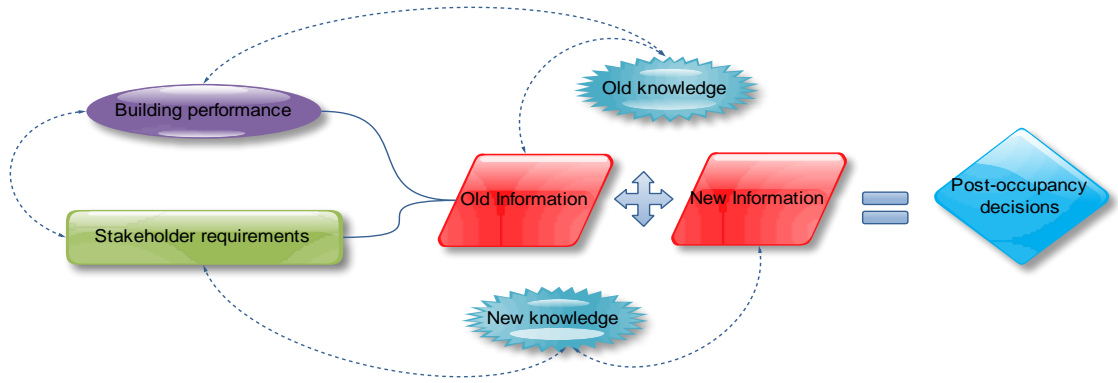 Old knowledge
Building performance
Post-occupancy
decisions
Old Information
New Information
Stakeholder requirements
New knowledge